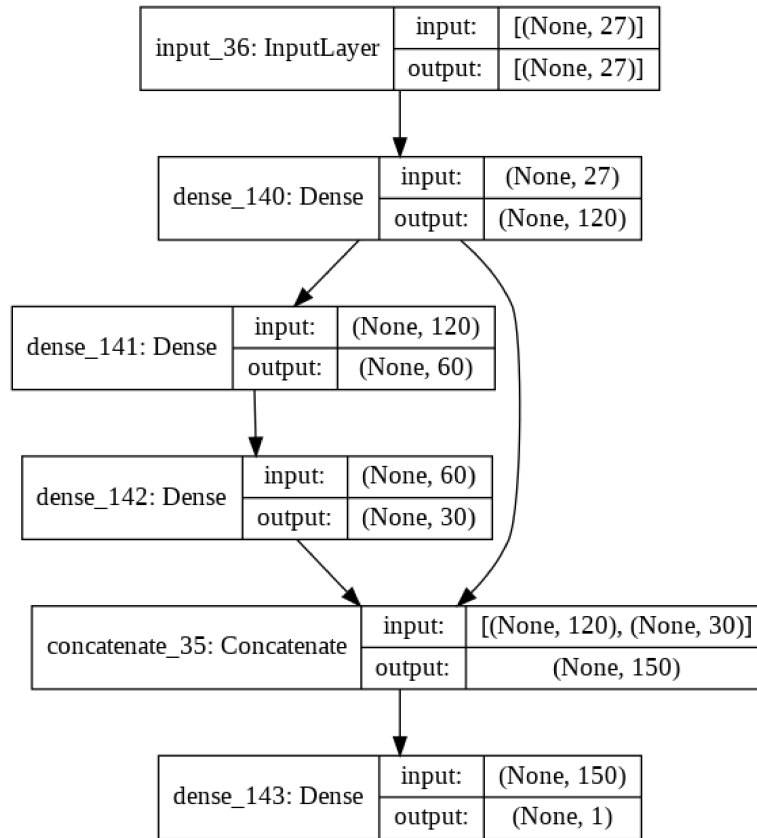 input_36: InputLayer
input: [(None, 27)]
output: [(None, 27)]
dense_140: Dense
input: (None, 27)
output: (None, 120)
dense_141: Dense
input: (None, 120)
output: (None, 60)
dense_142: Dense
input: (None, 60)
output: (None, 30)
concatenate_35: Concatenate
input: [(None, 120), (None, 30)]
output: (None, 150)
dense_143: Dense
input: (None, 150)
output: (None, 1)